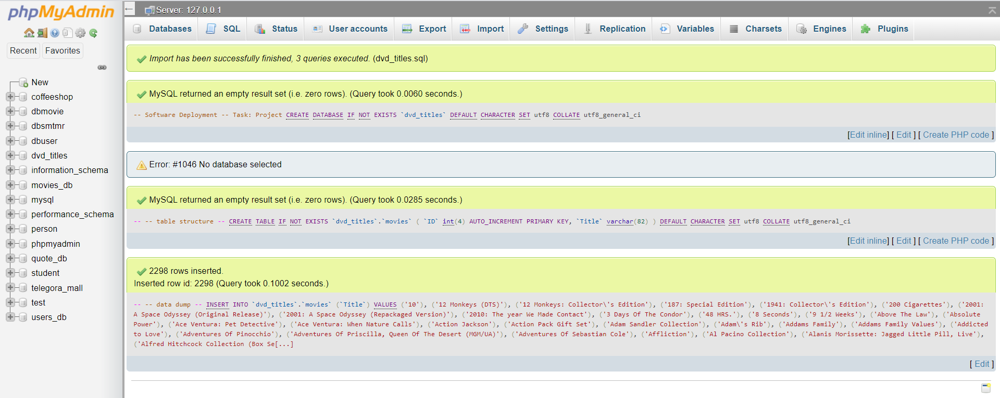 phpMyAdmin
Recent
Favorites
New
coffeeshop
dbmovie
dbsmtmr
dbuser
dvd_titles
information_schema
movies_db
mysql
performance_schema
person
phpmyadmin
quote_db
student
telegora_mall
test
users_db
Server: 127.0.0.1
Databases
SQL
Status
User accounts
Export
Import
Settings
Replication
Variables
Charsets
Engines
Plugins
Import has been successfully finished, 3 queries executed. (dvd_titles.sql)
MySQL returned an empty result set (i.e. zero rows). (Query took 0.0060 seconds.)
-- Software Deployment -- Task: Project CREATE DATABASE IF NOT EXISTS `dvd_titles` DEFAULT CHARACTER SET utf8 COLLATE utf8_general_ci
[Edit inline] [ Edit ] [ Create PHP code ]
Error: #1046 No database selected
MySQL returned an empty result set (i.e. zero rows). (Query took 0.0285 seconds.)
-- -- table structure -- CREATE TABLE IF NOT EXISTS `dvd_titles`.`movies` ( `ID` int(4) AUTO_INCREMENT PRIMARY KEY, `Title` varchar(82) ) DEFAULT CHARACTER SET utf8 COLLATE utf8_general_ci
[Edit inline] [ Edit ] [ Create PHP code ]
2298 rows inserted.
Inserted row id: 2298 (Query took 0.1002 seconds.)
-- -- data dump -- INSERT INTO `dvd_titles`.`movies` (`Title`) VALUES ('10'), ('12 Monkeys (DTS)'), ('12 Monkeys: Collector\'s Edition'), ('187: Special Edition'), ('1941: Collector\'s Edition'), ('200 Cigarettes'), ('2001:
A Space Odyssey (Original Release)'), ('2001: A Space Odyssey (Repackaged Version)'), ('2010: The year We Made Contact'), ('3 Days Of The Condor'), ('48 HRS.'), ('8 Seconds'), ('9 1/2 Weeks'), ('Above The Law'), ('Absolute
Power'), ('Ace Ventura: Pet Detective'), ('Ace Ventura: When Nature Calls'), ('Action Jackson'), ('Action Pack Gift Set'), ('Adam Sandler Collection'), ('Adam\'s Rib'), ('Addams Family'), ('Addams Family Values'), ('Addicted
to Love'), ('Adventures Of Pinocchio'), ('Adventures Of Priscilla, Queen Of The Desert (MGM/UA)'), ('Adventures Of Sebastian Cole'), ('Affliction'), ('Al Pacino Collection'), ('Alanis Morissette: Jagged Little Pill, Live'),
('Alfred Hitchcock Collection (Box Se[...]
[ Edit ]